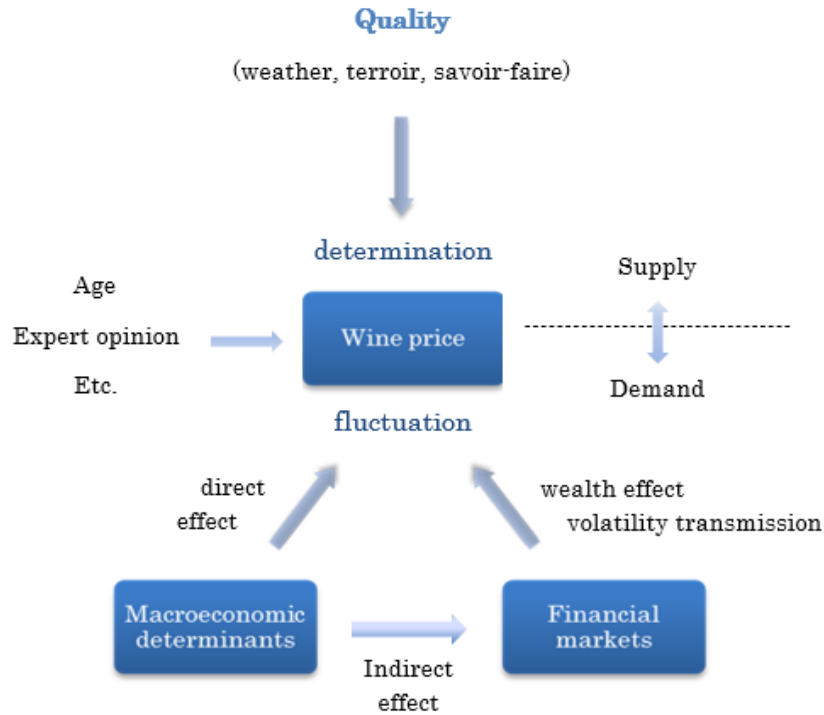 Quality
(weather, terroir, savoir-faire)
determination
Age
Expert opinion
Etc.
Wine price
Supply
Demand
fluctuation
direct
effect
wealth effect
volatility transmission
Macroeconomic
determinants
Indirect
effect
Financial
markets